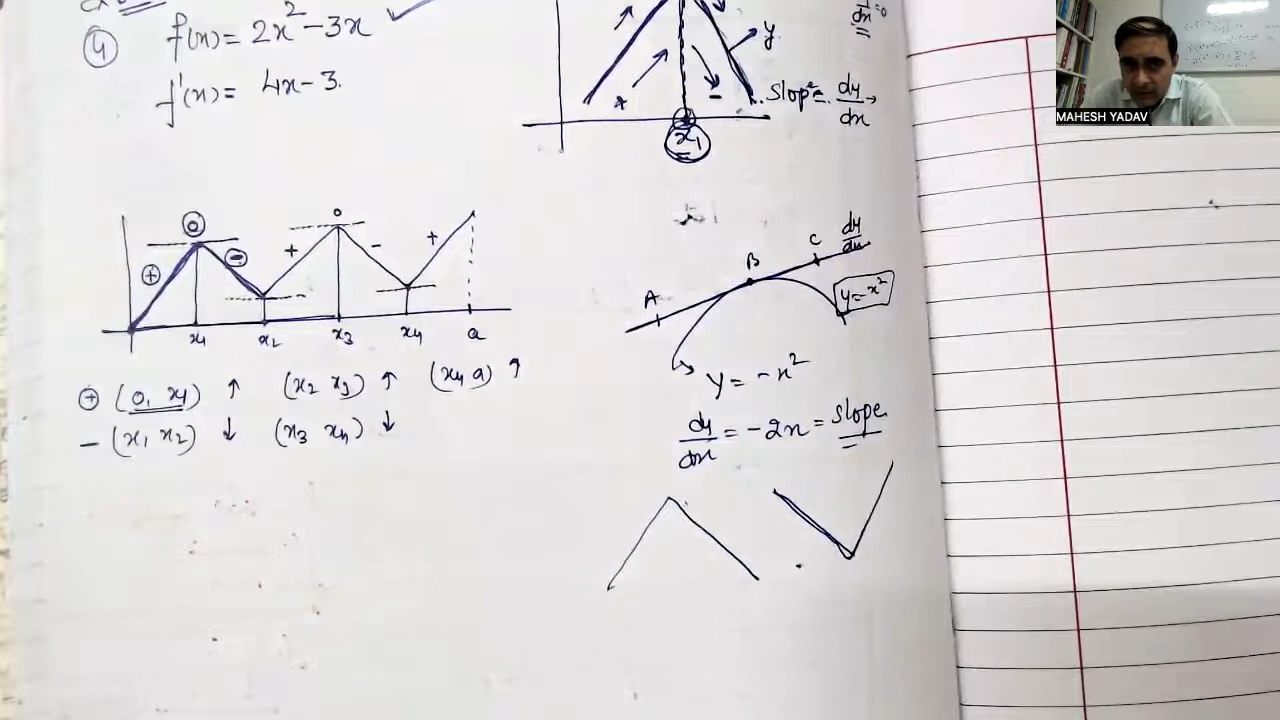 ④ f(x) = 2x² - 3x
f'(x) = 4x - 3.
y
Slope = dy/dx
x₁
MAHESH YADAV
0 0
+ - + - +
x₁ x₂ x₃ x₄ a
⊕ (0, x₁) ↑ (x₂ x₃) ↑ (x₄ a) ↑
- (x₁ x₂) ↓ (x₃ x₄) ↓
A B C dy/dx
y = x²
y = -x²
dy/dx = -2x = slope